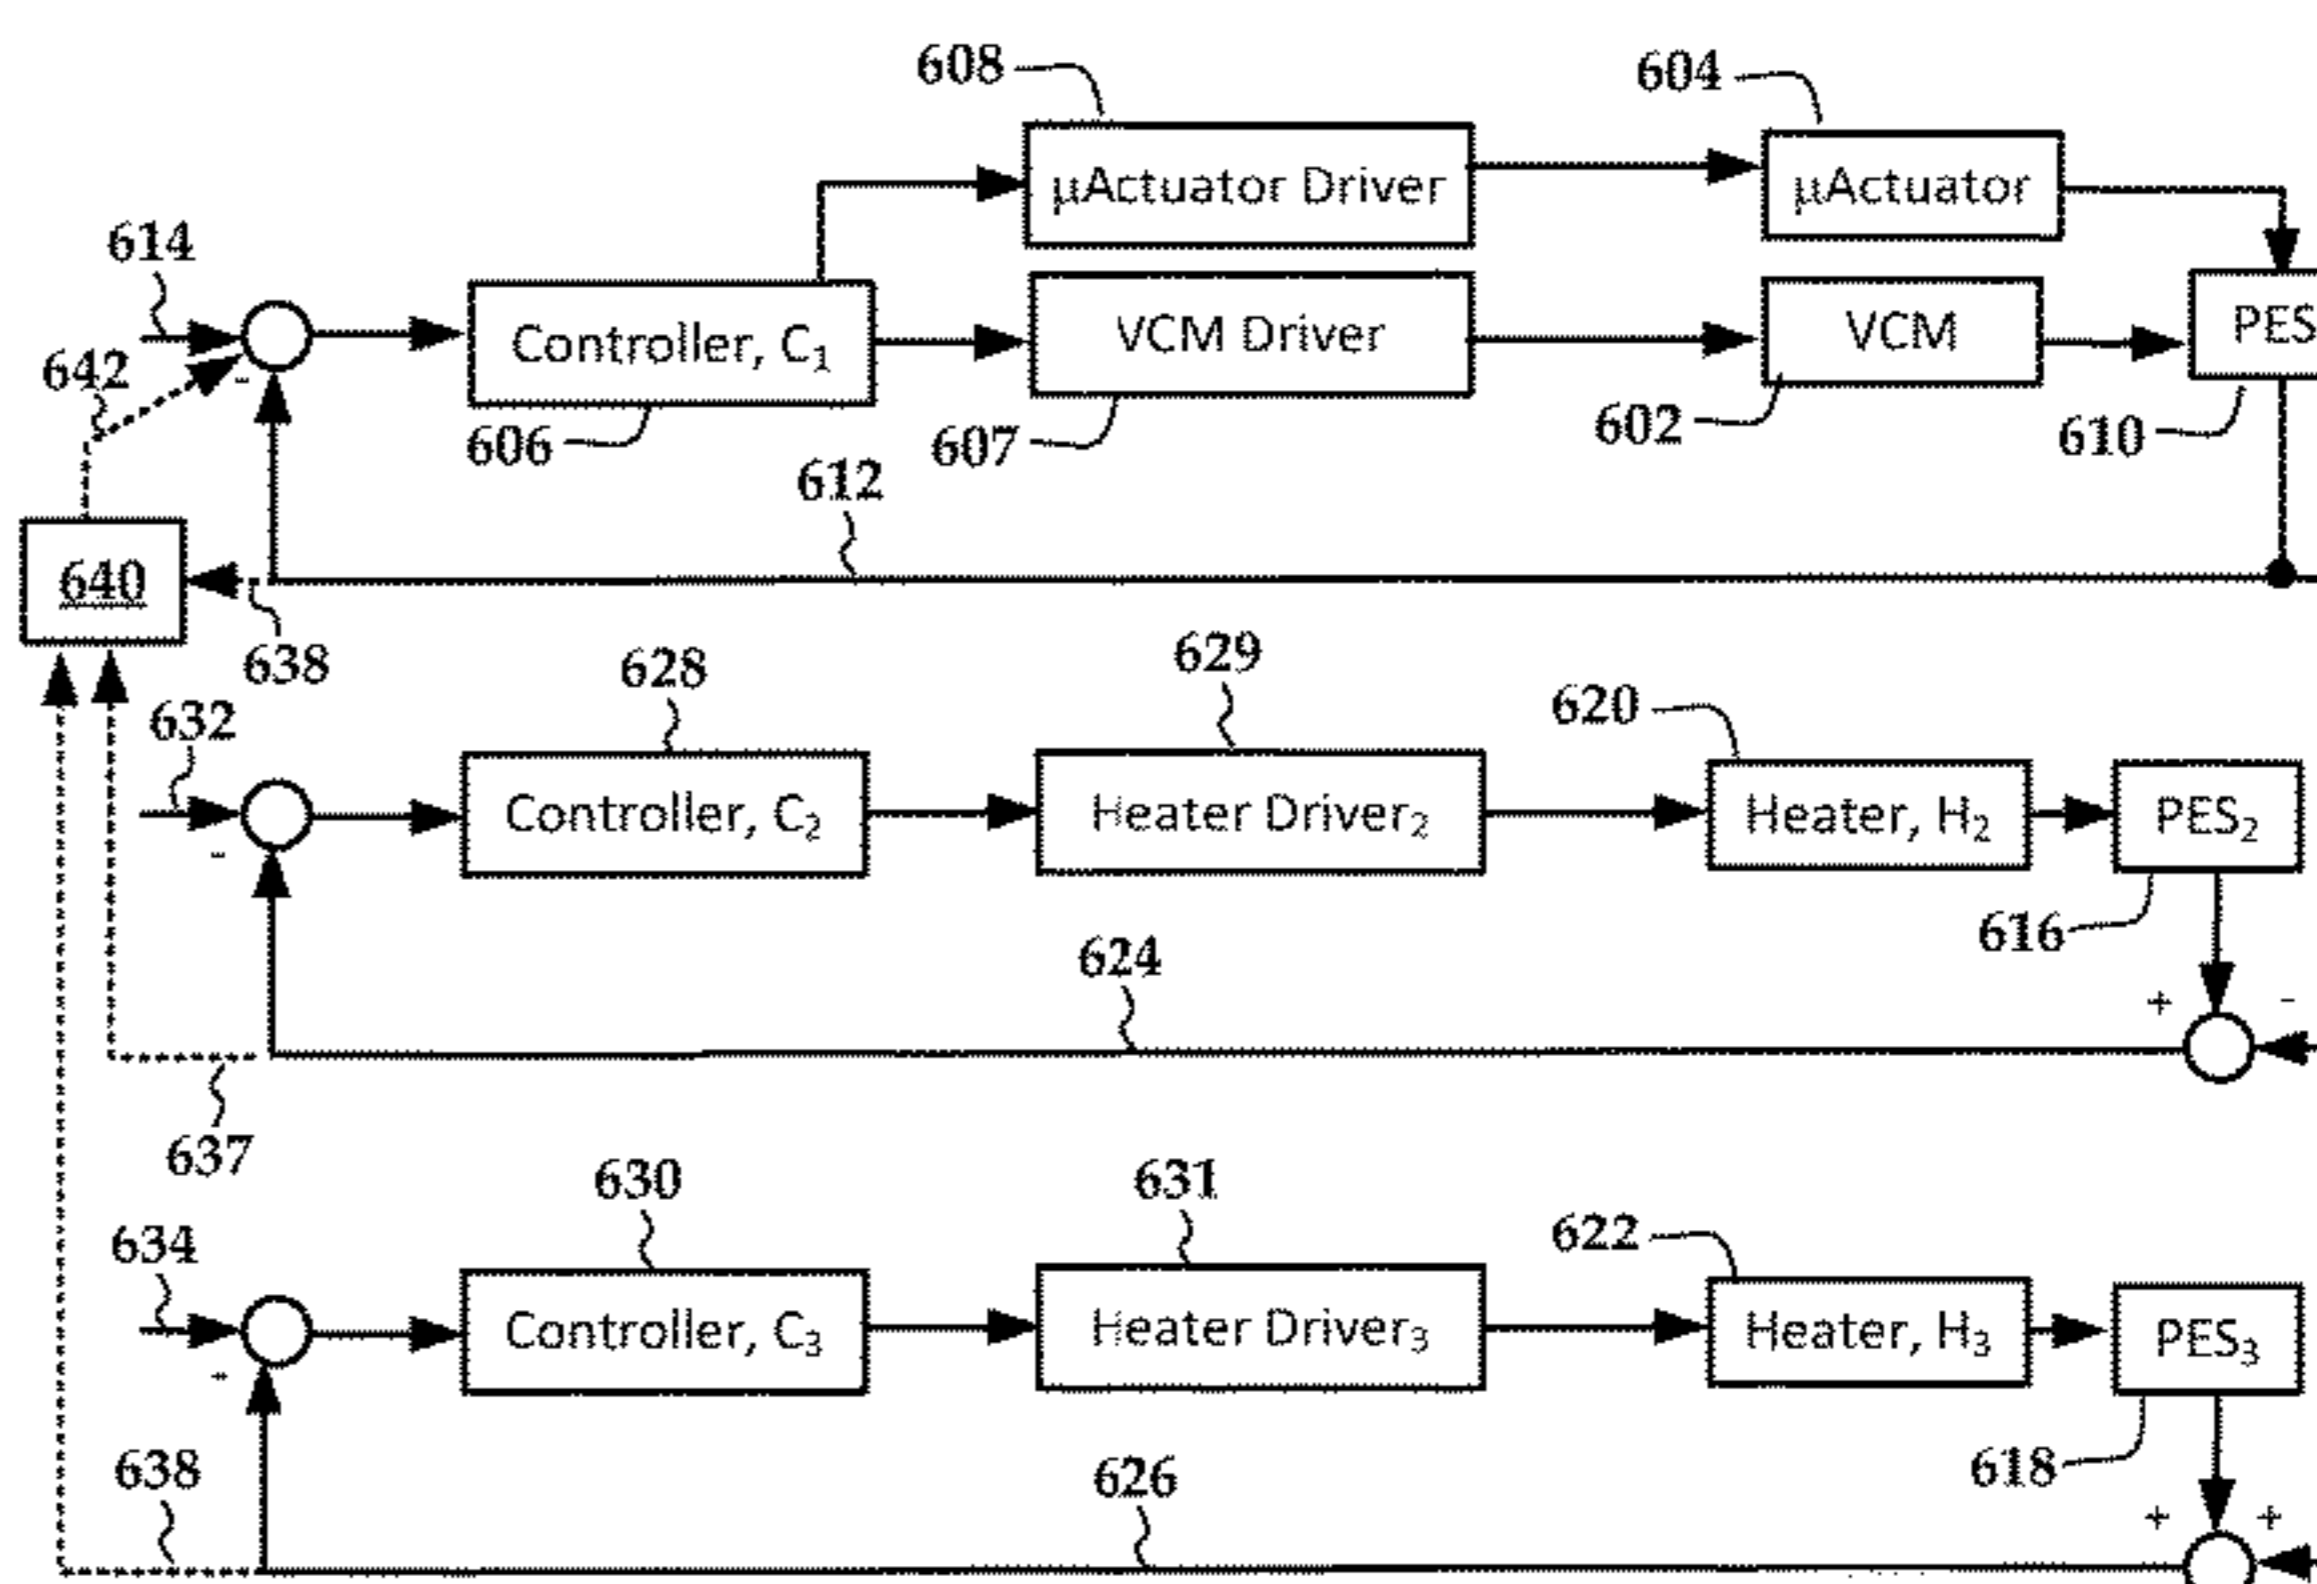 608
604
μActuator Driver
μActuator
614
642
Controller, C1
VCM Driver
VCM
PES
606
607
602
610
612
640
638
628
629
620
632
-
Controller, C2
Heater Driver2
Heater, H2
PES2
-
616
624
+ -
637
630
631
622
634
Controller, C3
Heater Driver3
Heater, H3
PES3
638
626
618
+ +